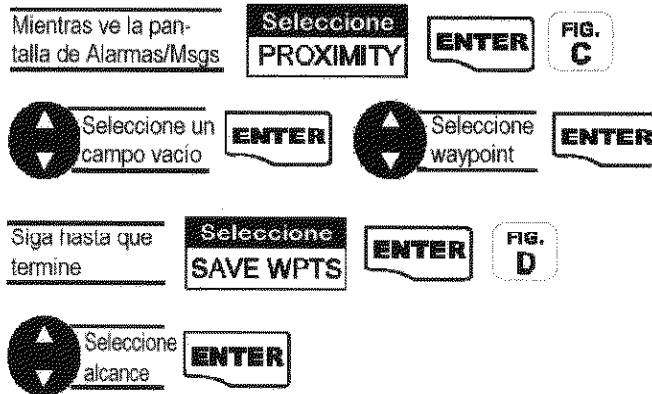 Mientras ve la pan-
talla de Alarmas/Msgs
Seleccione
PROXIMITY
ENTER
FIG.
C
Seleccione un
campo vacío
ENTER
Seleccione
waypoint
ENTER
Siga hasta que
termine
Seleccione
SAVE WPTS
ENTER
FIG.
D
Seleccione
alcance
ENTER